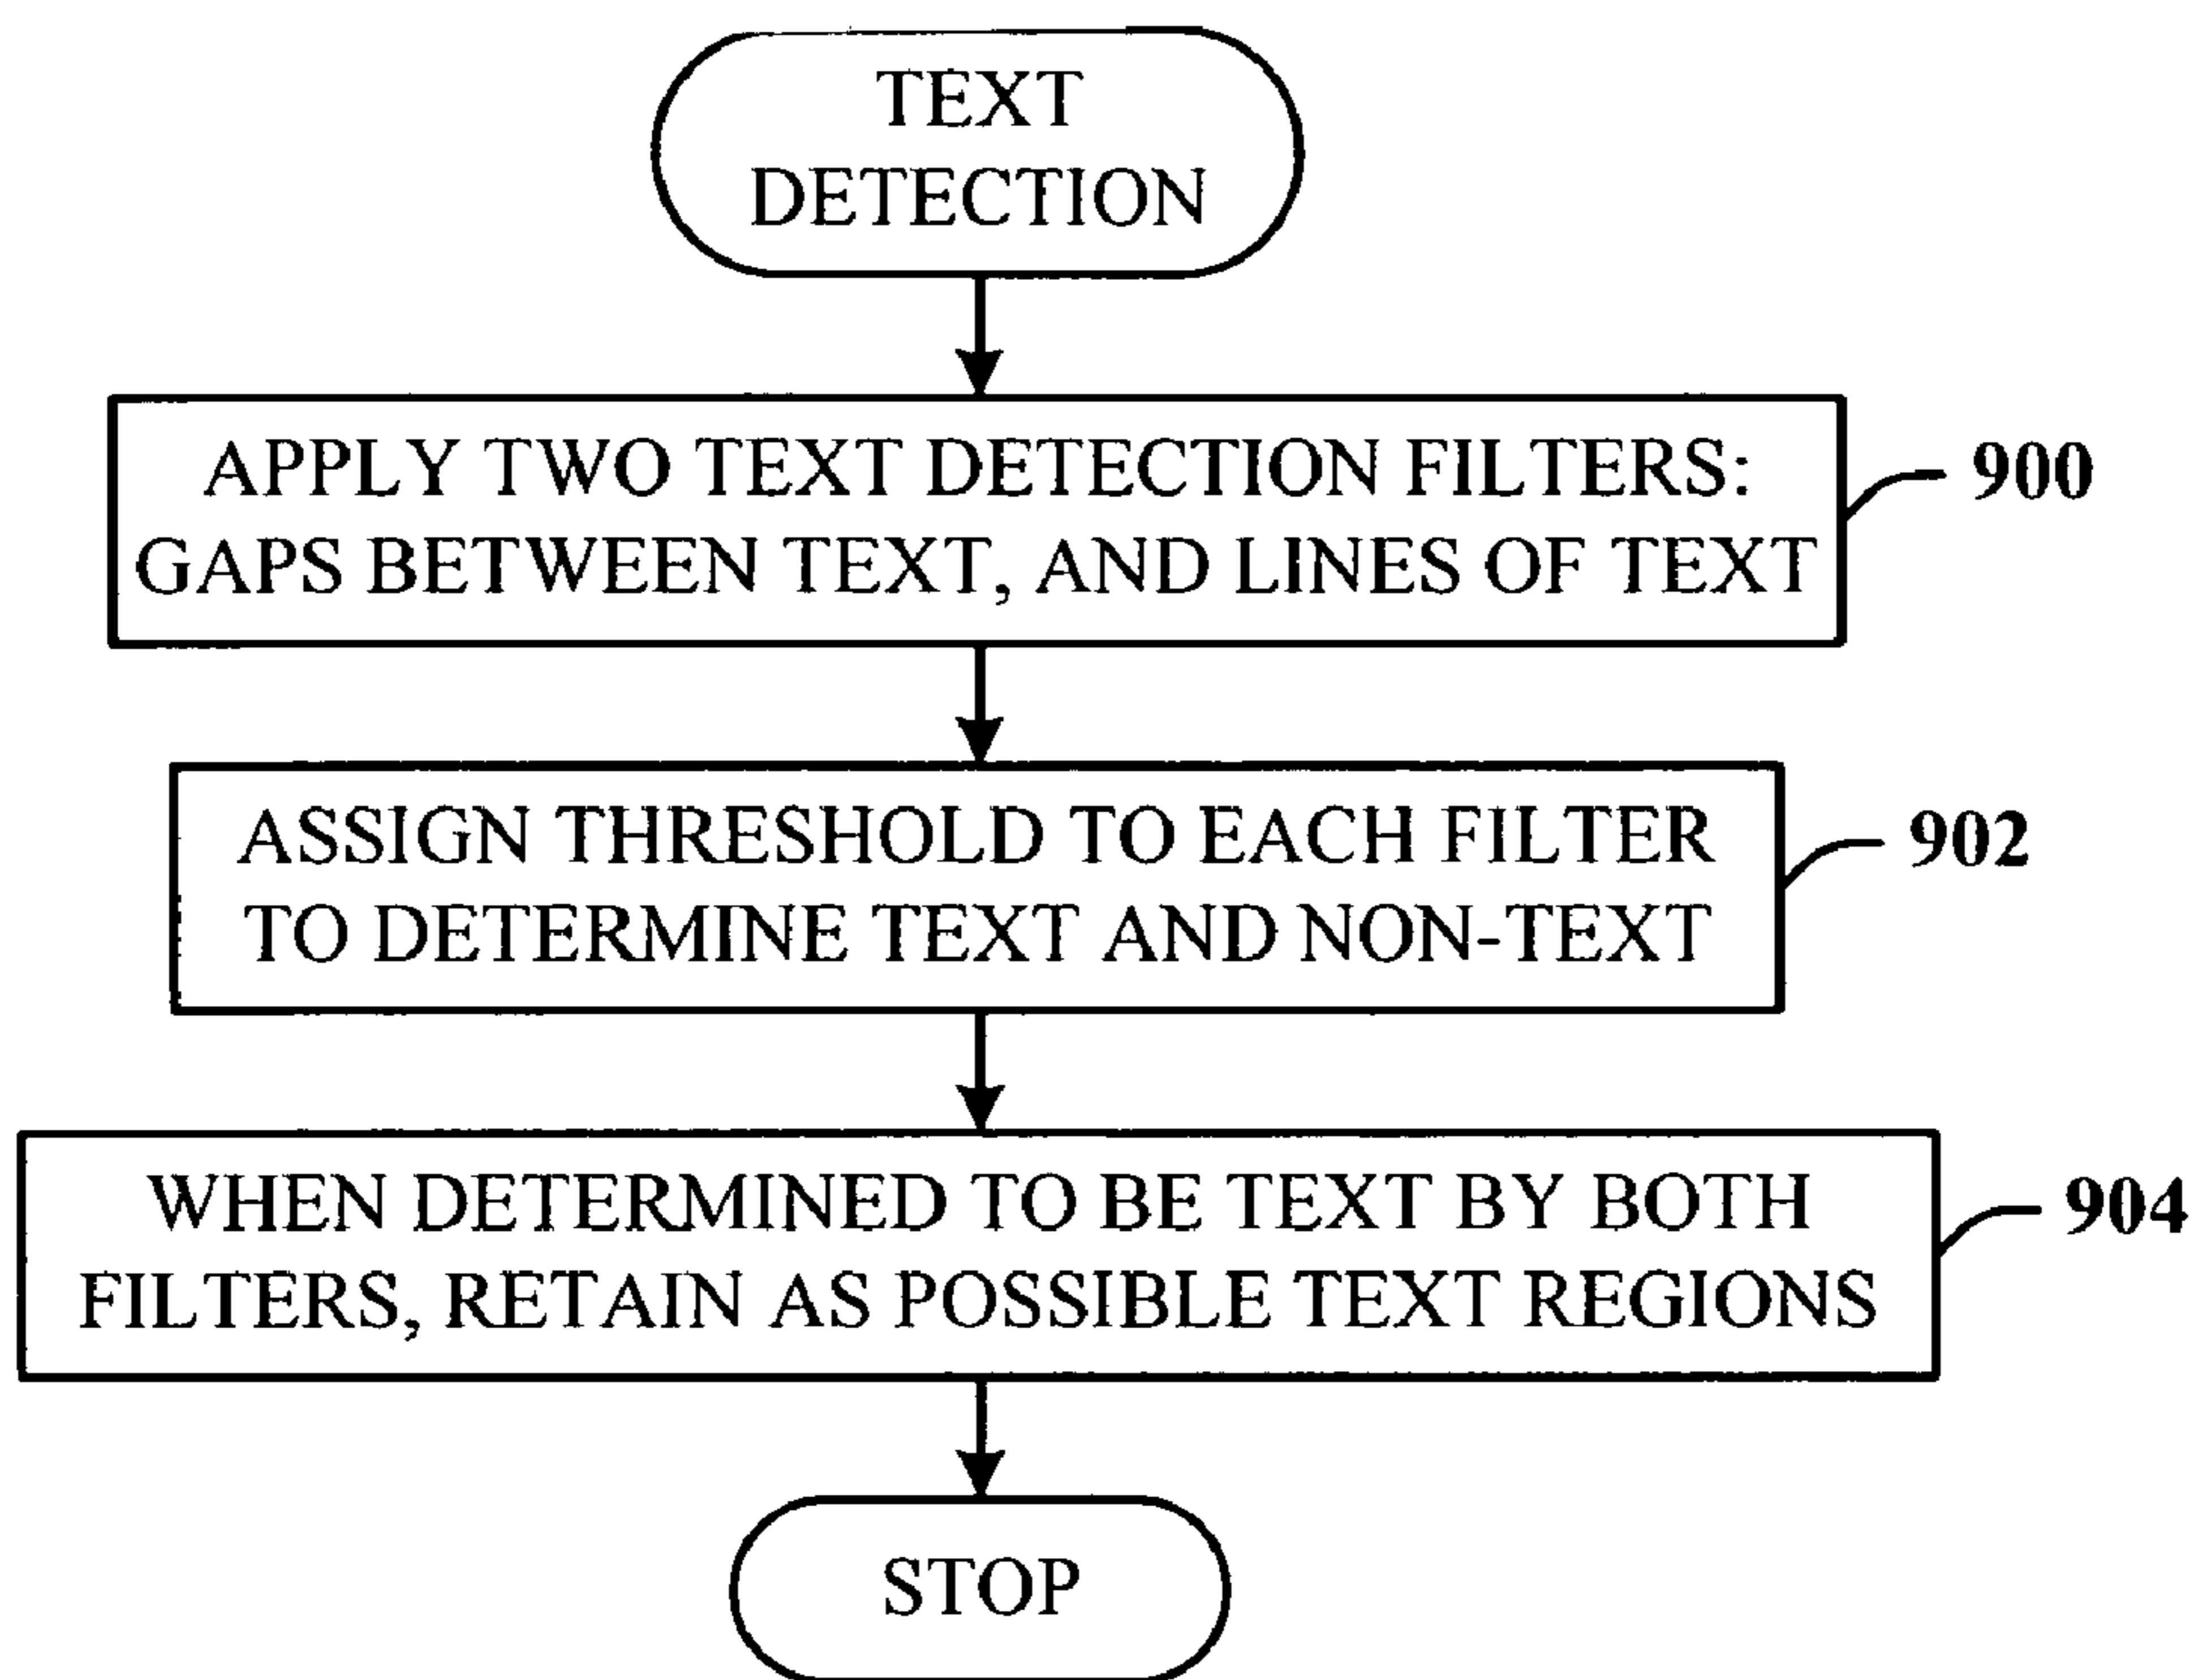 TEXT
DETECTION
APPLY TWO TEXT DETECTION FILTERS:
GAPS BETWEEN TEXT, AND LINES OF TEXT
900
ASSIGN THRESHOLD TO EACH FILTER
TO DETERMINE TEXT AND NON-TEXT
902
WHEN DETERMINED TO BE TEXT BY BOTH
FILTERS, RETAIN AS POSSIBLE TEXT REGIONS
904
STOP